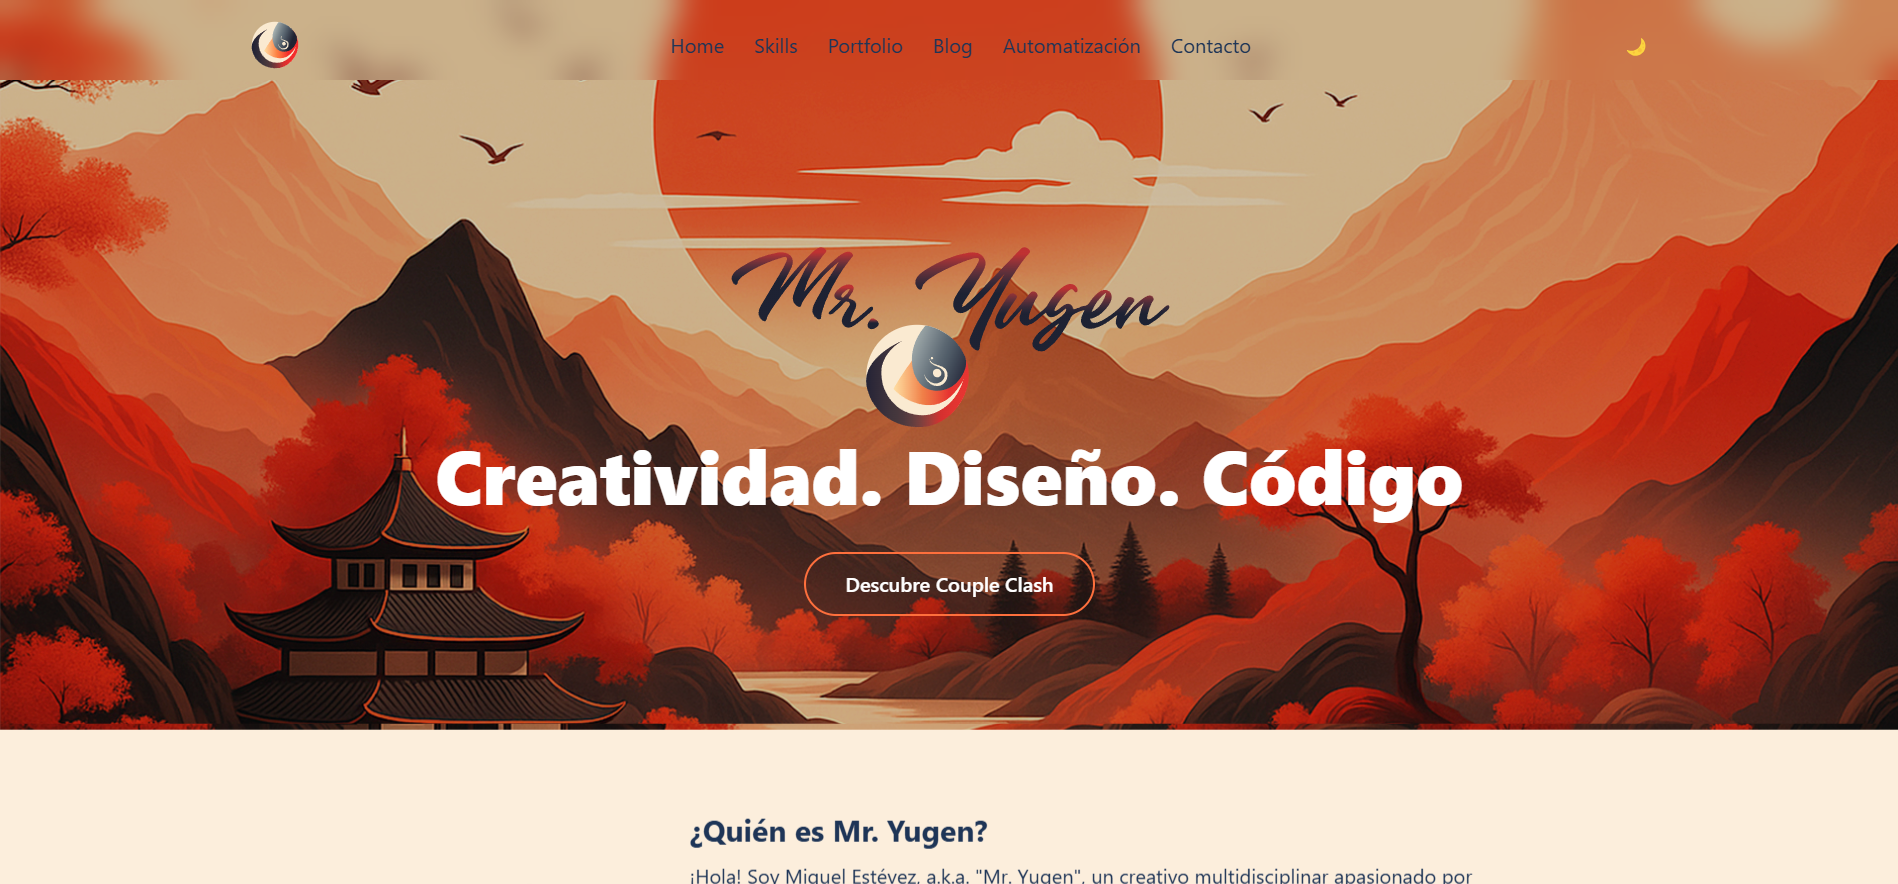 Home Skills Portfolio Blog Automatización Contacto
Mr. Yugen
Creatividad. Diseño. Código
Descubre Couple Clash
¿Quién es Mr. Yugen?
¡Hola! Soy Miguel Estévez, a.k.a. "Mr. Yugen", un creativo multidisciplinar apasionado por